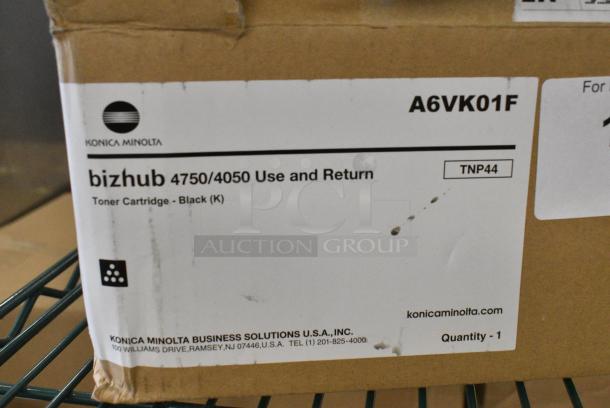 For
KONICA MINOLTA
A6VK01F
bizhub 4750/4050 Use and Return
TNP44
Toner Cartridge - Black (K)
PCI
AUCTION GROUP
konicaminolta.com
KONICA MINOLTA BUSINESS SOLUTIONS U.S.A., INC.
100 WILLIAMS DRIVE, RAMSEY, NJ 07446, U.S.A. TEL (1) 201-825-4000
Quantity - 1